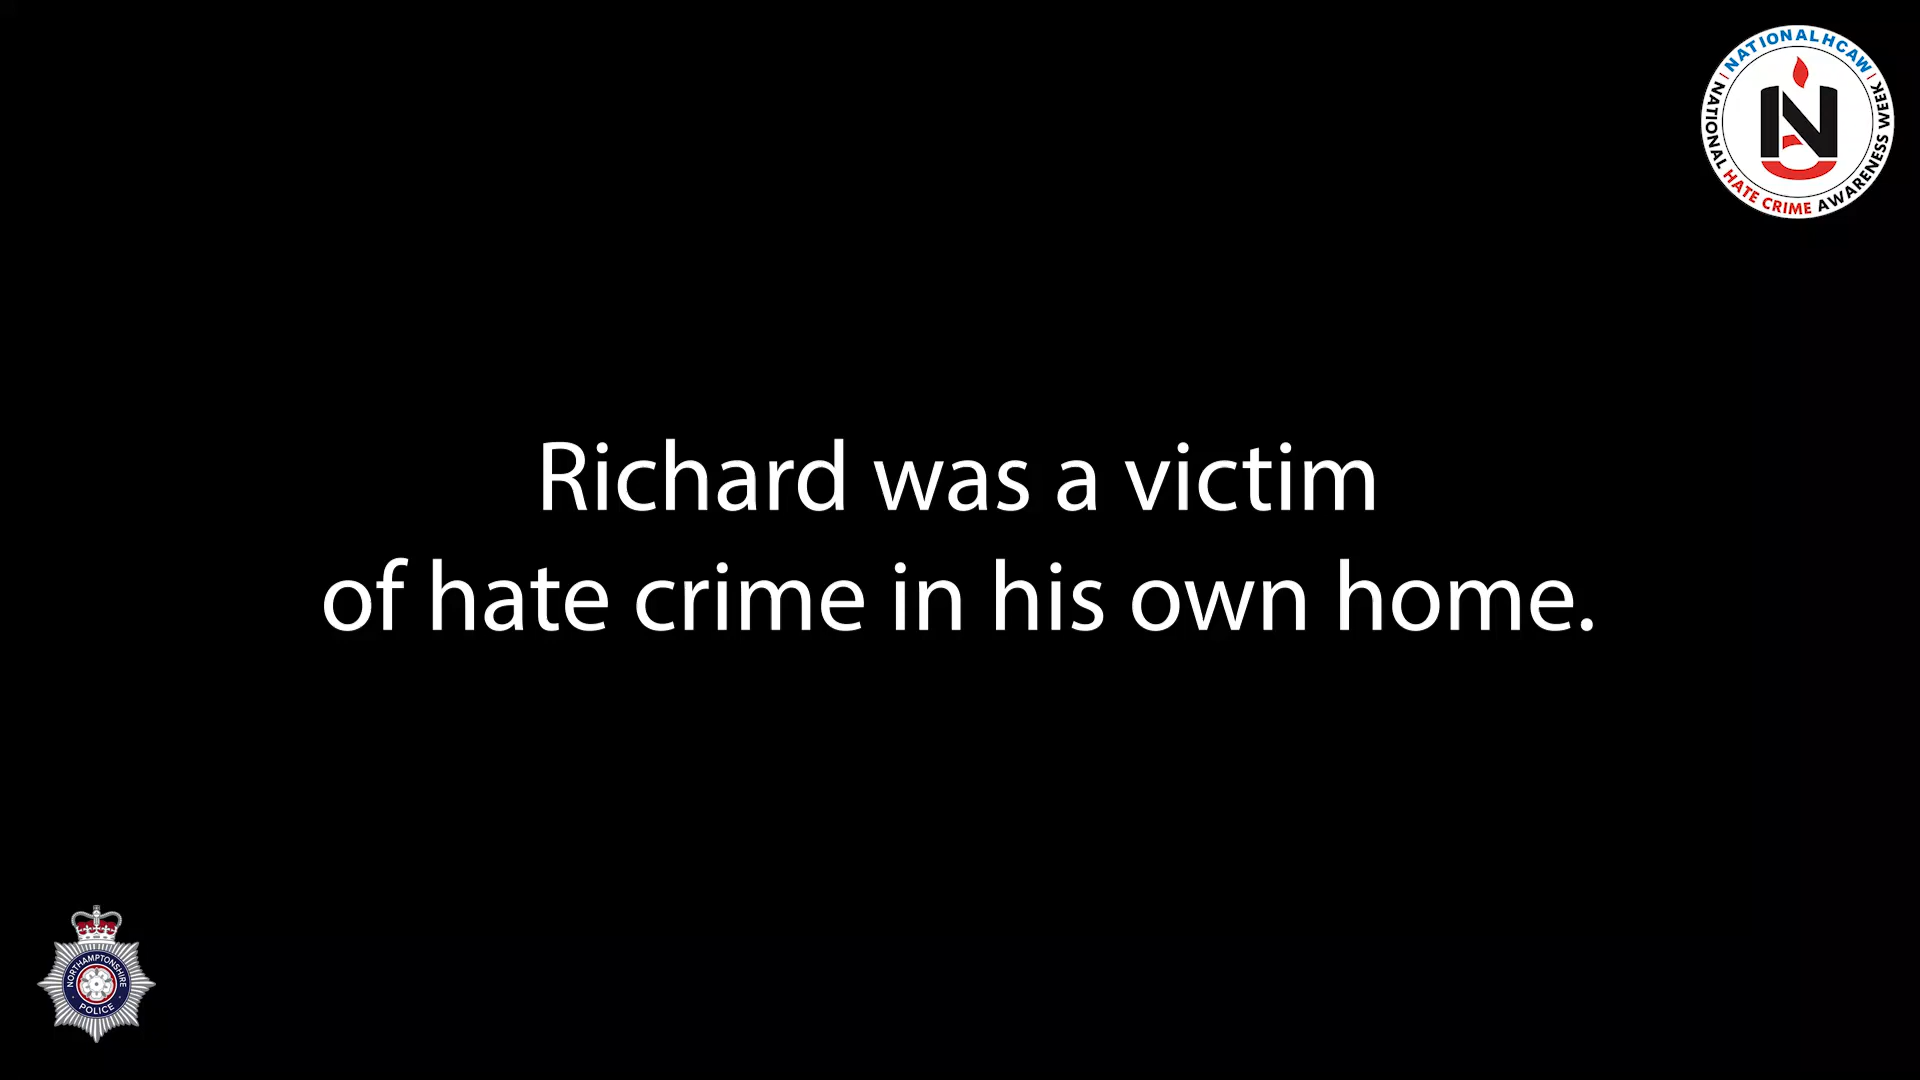 NATIONALHCAW
NATIONAL HATE CRIME AWARENESS WEEK
Richard was a victim
of hate crime in his own home.
NORTHAMPTONSHIRE
POLICE